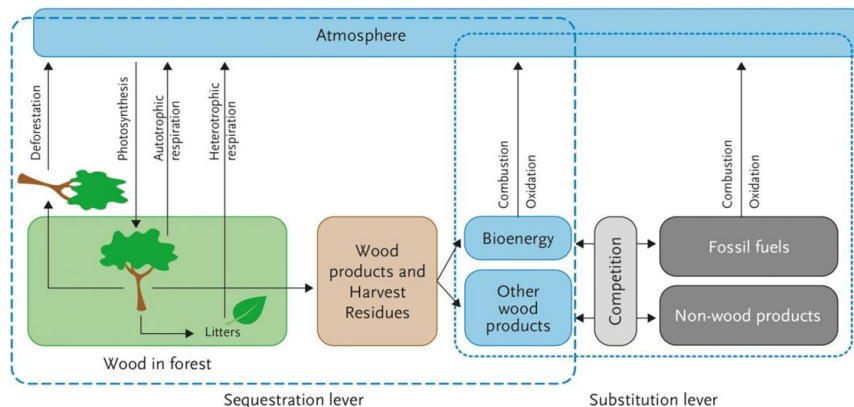 Atmosphere
Deforestation
Photosynthesis
Autotrophic
respiration
Heterotrophic
respiration
Combustion
Oxidation
Combustion
Oxidation
Wood
products and
Harvest
Residues
Bioenergy
Other
wood
products
Competition
Fossil fuels
Non-wood products
Litters
Wood in forest
Sequestration lever
Substitution lever